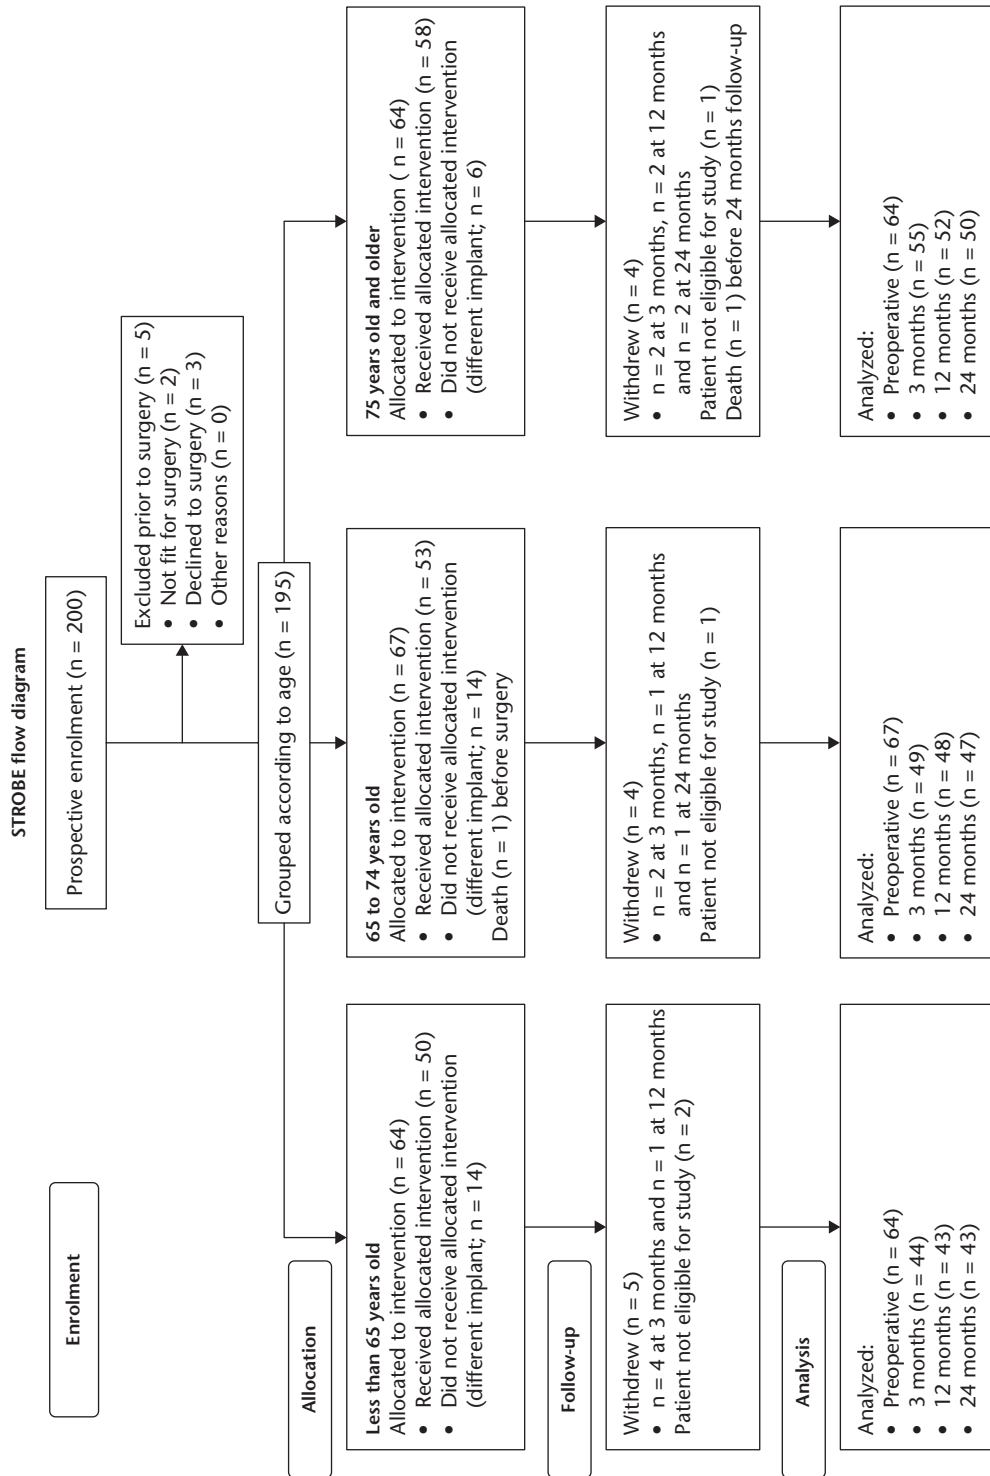 STROBE flow diagram
Enrolment
Prospective enrolment (n = 200)
Excluded prior to surgery (n = 5)
• Not fit for surgery (n = 2)
• Declined to surgery (n = 3)
• Other reasons (n = 0)
Grouped according to age (n = 195)
Allocation
Less than 65 years old
Allocated to intervention (n = 64)
• Received allocated intervention (n = 50)
• Did not receive allocated intervention
(different implant; n = 14)
65 to 74 years old
Allocated to intervention (n = 67)
• Received allocated intervention (n = 53)
• Did not receive allocated intervention
(different implant; n = 14)
Death (n = 1) before surgery
75 years old and older
Allocated to intervention ( n = 64)
• Received allocated intervention (n = 58)
• Did not receive allocated intervention
(different implant; n = 6)
Follow-up
Withdrew (n = 5)
• n = 4 at 3 months and n = 1 at 12 months
Patient not eligible for study (n = 2)
Withdrew (n = 4)
• n = 2 at 3 months, n = 1 at 12 months
and n = 1 at 24 months
Patient not eligible for study (n = 1)
Withdrew (n = 4)
• n = 2 at 3 months, n = 2 at 12 months
and n = 2 at 24 months
Patient not eligible for study (n = 1)
Death (n = 1) before 24 months follow-up
Analysis
Analyzed:
• Preoperative (n = 64)
• 3 months (n = 44)
• 12 months (n = 43)
• 24 months (n = 43)
Analyzed:
• Preoperative (n = 67)
• 3 months (n = 49)
• 12 months (n = 48)
• 24 months (n = 47)
Analyzed:
• Preoperative (n = 64)
• 3 months (n = 55)
• 12 months (n = 52)
• 24 months (n = 50)